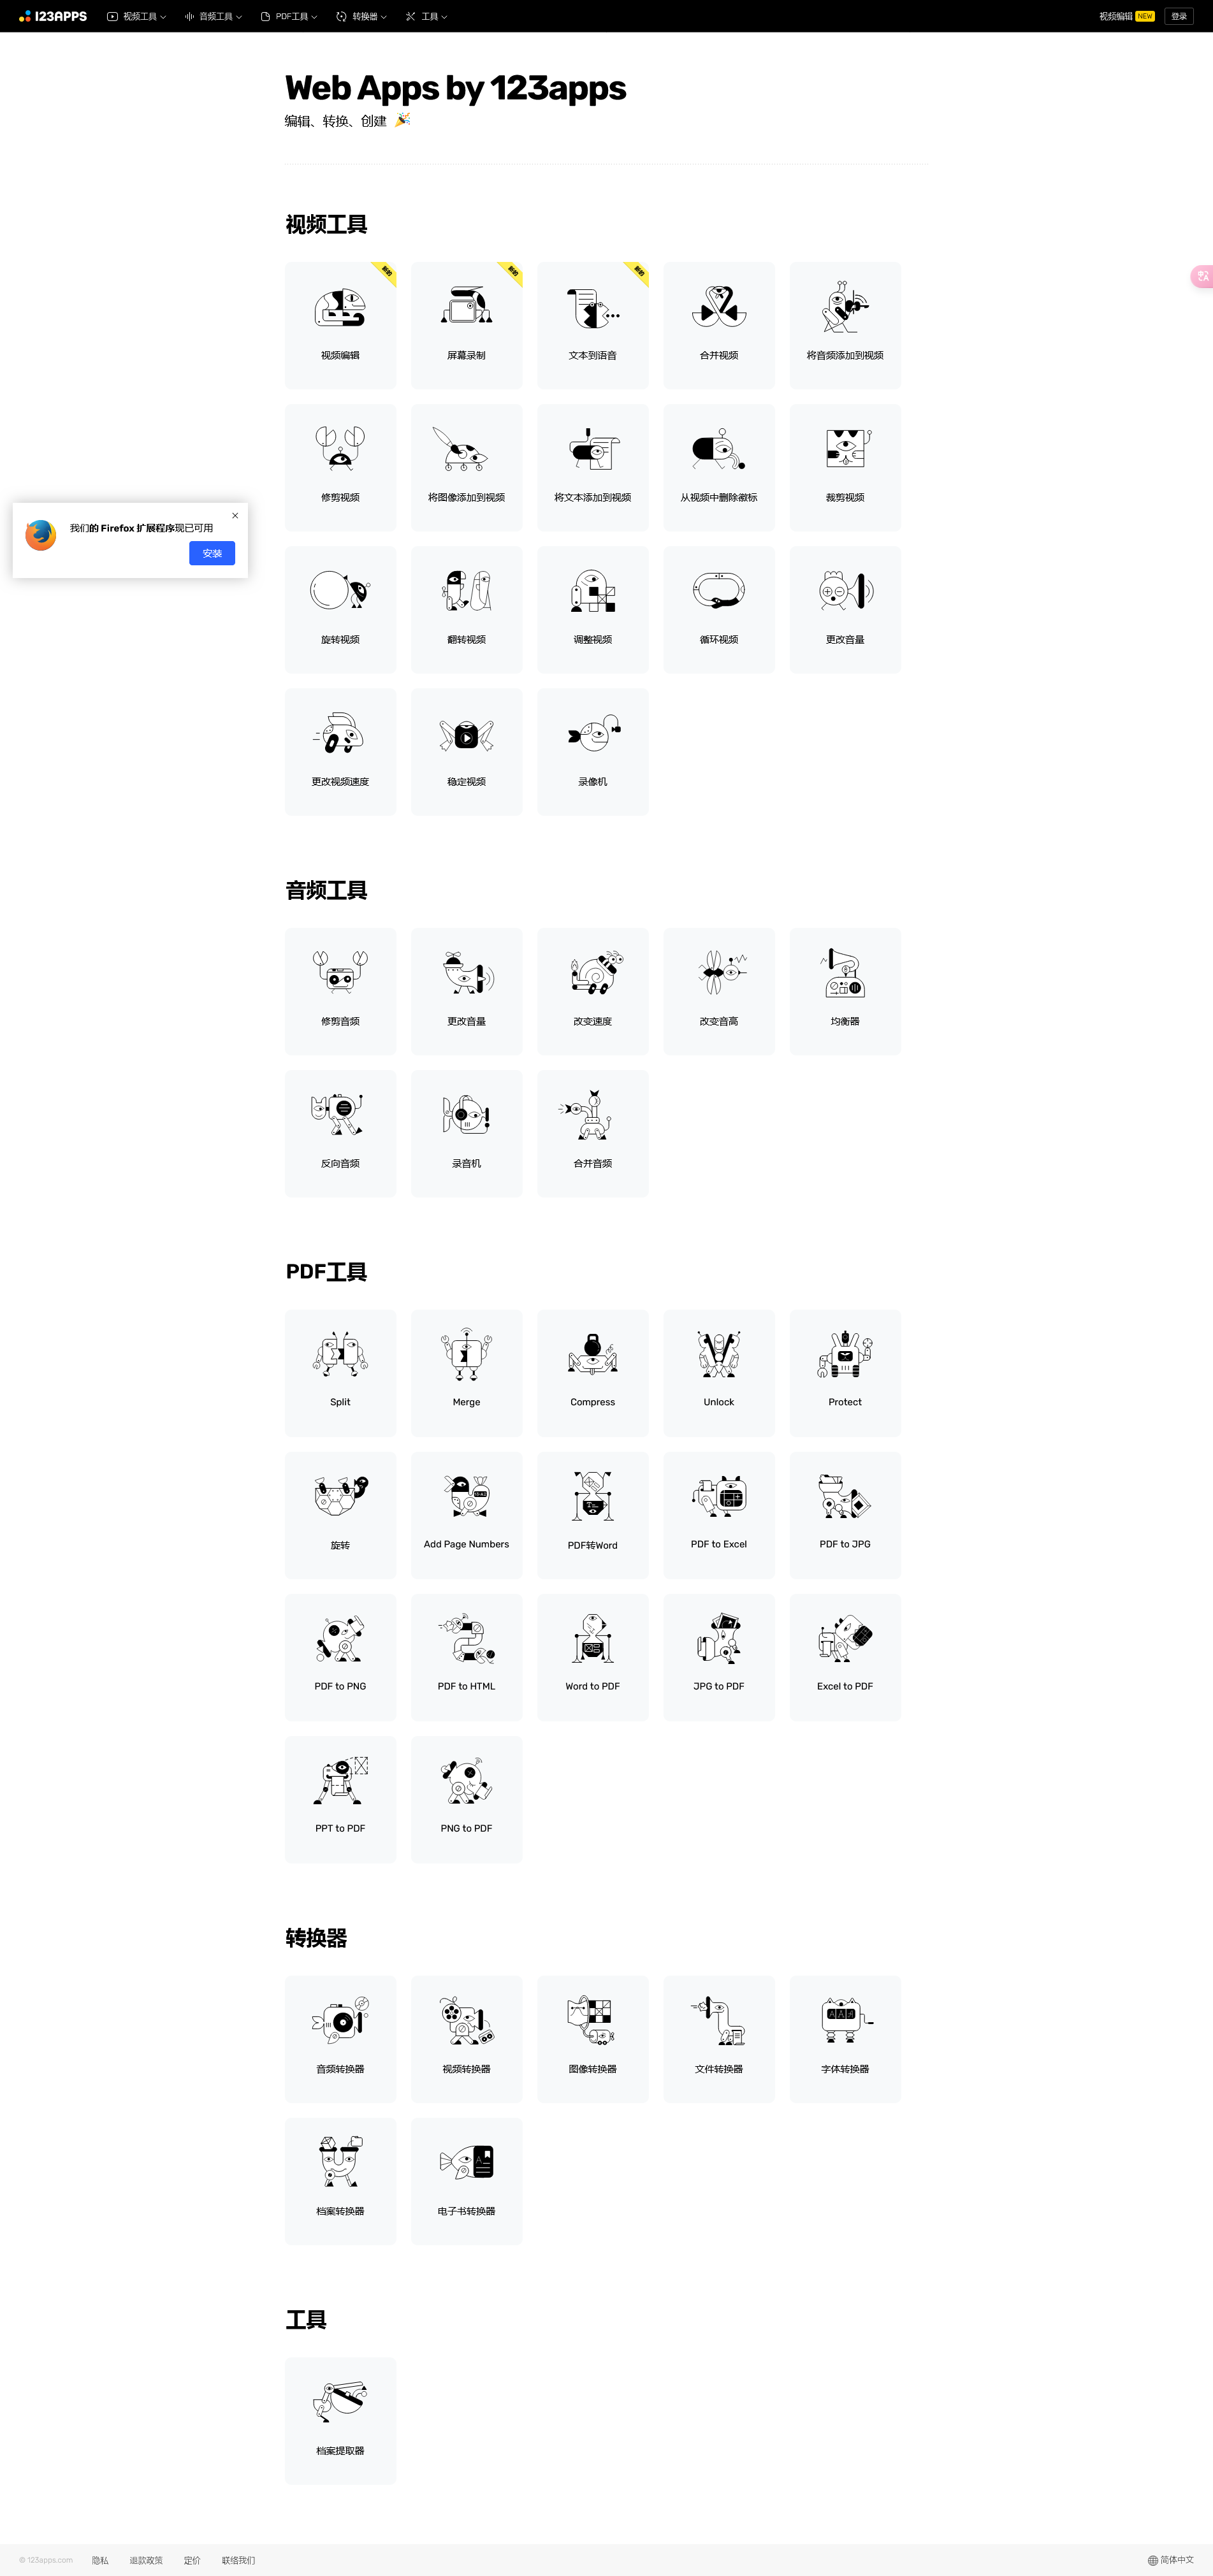 123APPS 视频工具 音频工具 PDF工具 转换器 工具 视频编辑 NEW 登录
Web Apps by 123apps
编辑、转换、创建
视频工具
新的 新的 新的
视频编辑 屏幕录制 文本到语音 合并视频 将音频添加到视频
修剪视频 将图像添加到视频 将文本添加到视频 从视频中删除徽标 裁剪视频
我们的 Firefox 扩展程序现已可用
安装
旋转视频 翻转视频 调整视频 循环视频 更改音量
更改视频速度 稳定视频 录像机
音频工具
修剪音频 更改音量 改变速度 改变音高 均衡器
反向音频 录音机 合并音频
PDF工具
Split Merge Compress Unlock Protect
旋转 Add Page Numbers PDF转Word PDF to Excel PDF to JPG
PDF to PNG PDF to HTML Word to PDF JPG to PDF Excel to PDF
PPT to PDF PNG to PDF
转换器
音频转换器 视频转换器 图像转换器 文件转换器 字体转换器
档案转换器 电子书转换器
工具
档案提取器
© 123apps.com 隐私 退款政策 定价 联络我们 简体中文